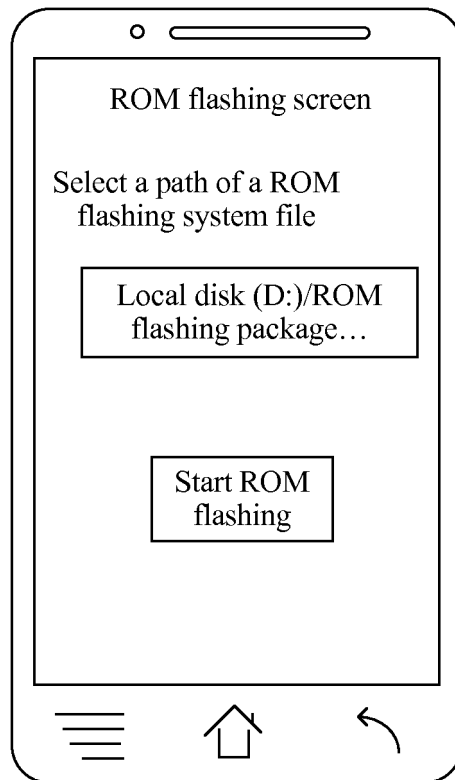 ROM flashing screen
Select a path of a ROM
flashing system file
Local disk (D:)/ROM
flashing package…
Start ROM
flashing